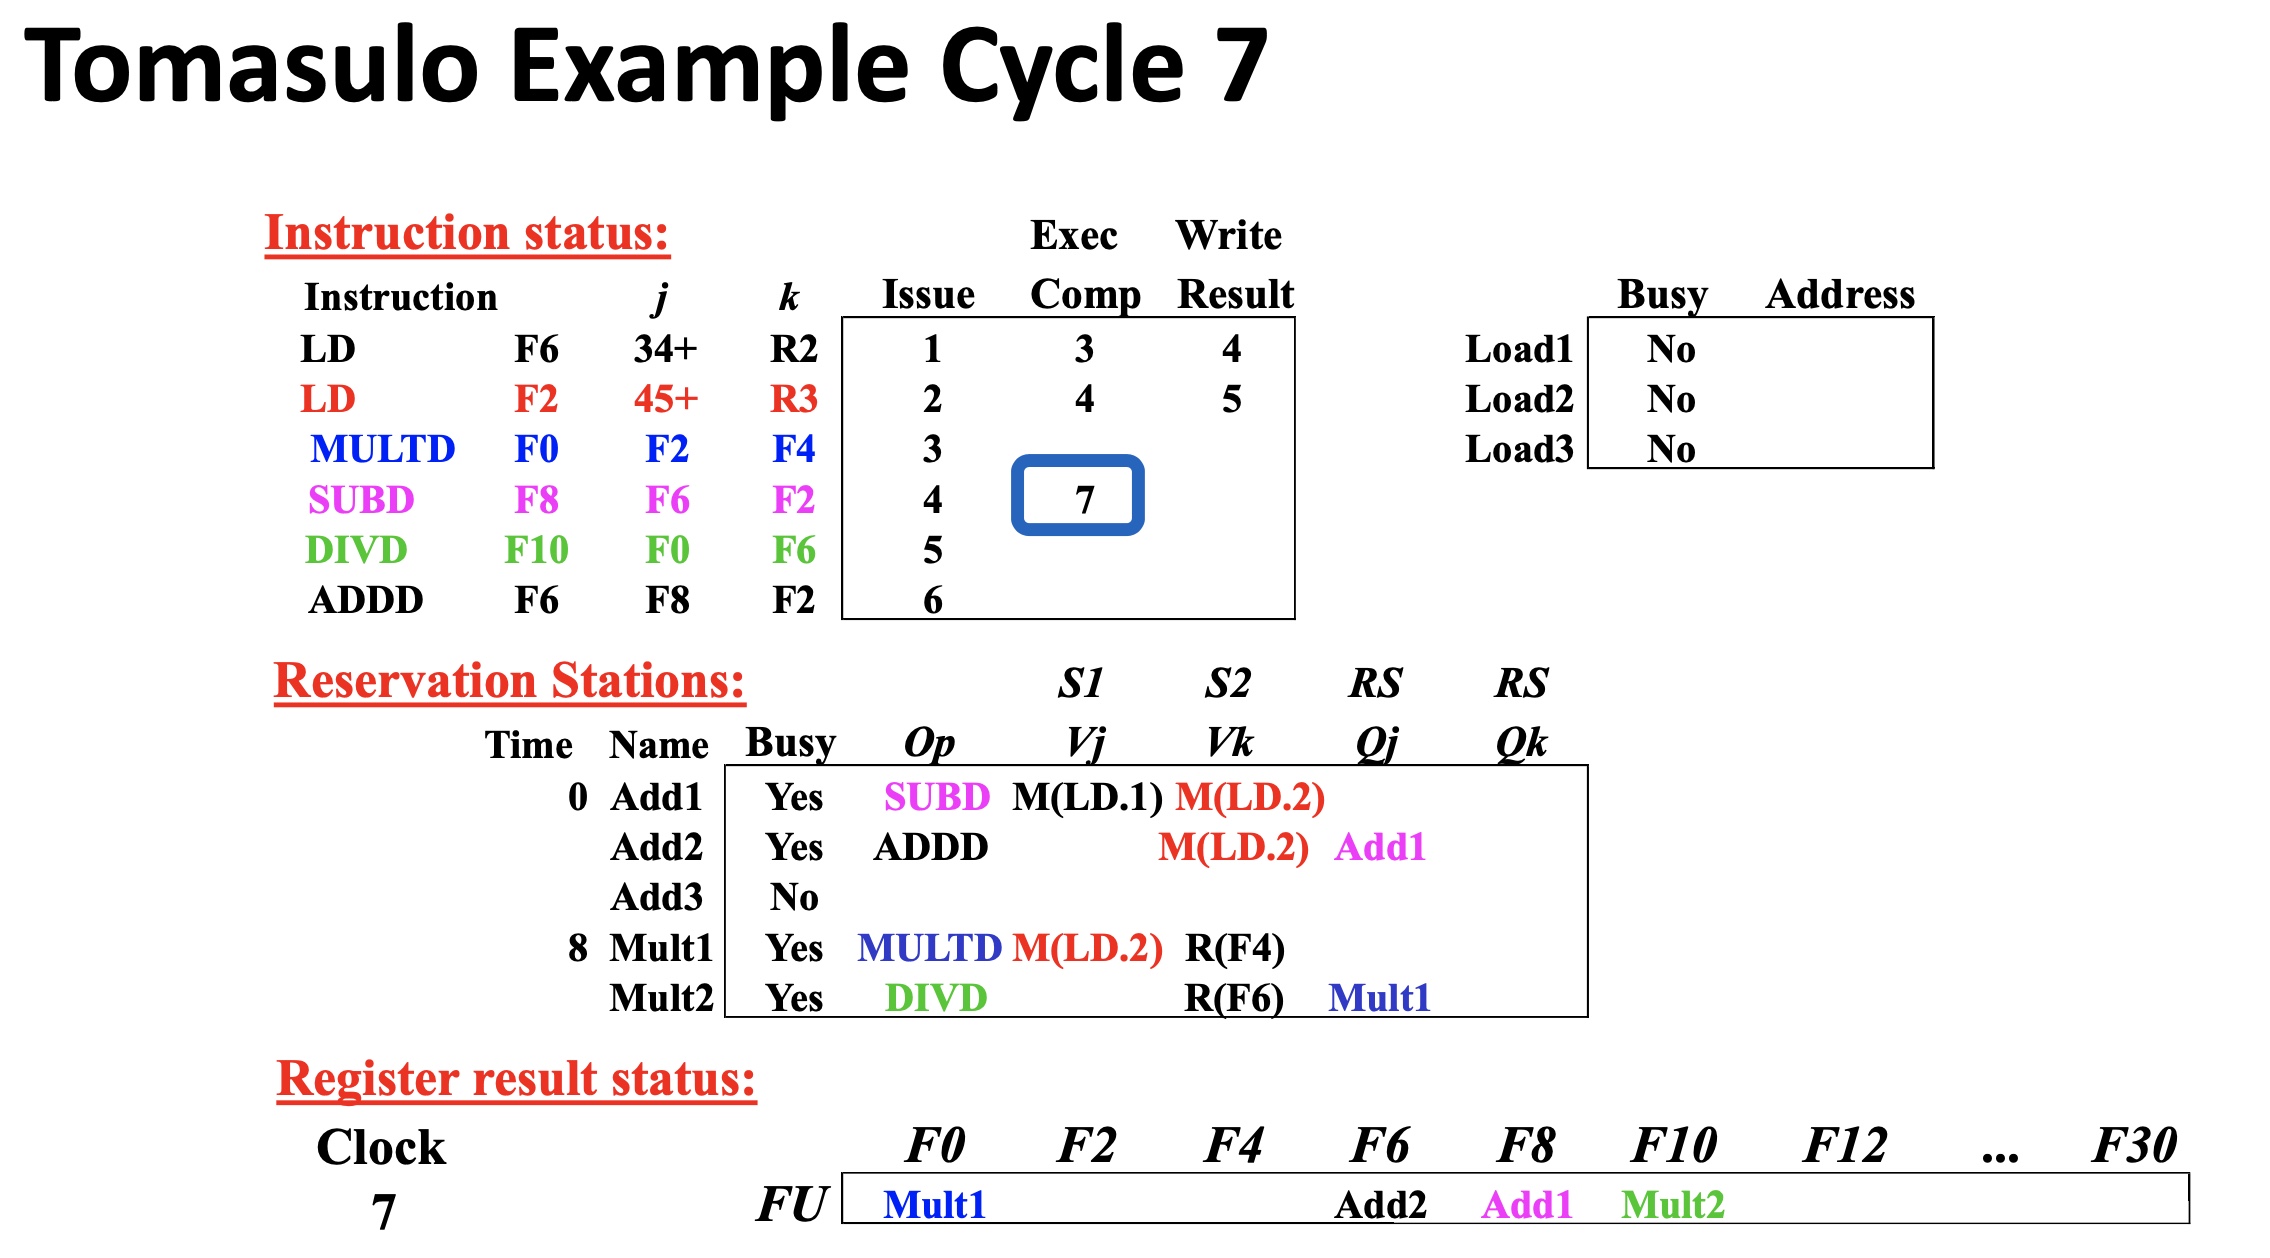 Tomasulo Example Cycle 7
Instruction status: Exec Write
Instruction j k Issue Comp Result Busy Address
LD F6 34+ R2 1 3 4 Load1 No
LD F2 45+ R3 2 4 5 Load2 No
MULTD F0 F2 F4 3 Load3 No
SUBD F8 F6 F2 4 7
DIVD F10 F0 F6 5
ADDD F6 F8 F2 6
Reservation Stations: S1 S2 RS RS
Time Name Busy Op Vj Vk Qj Qk
0 Add1 Yes SUBD M(LD.1) M(LD.2)
Add2 Yes ADDD M(LD.2) Add1
Add3 No
8 Mult1 Yes MULTD M(LD.2) R(F4)
Mult2 Yes DIVD R(F6) Mult1
Register result status:
Clock F0 F2 F4 F6 F8 F10 F12 ... F30
7 FU Mult1 Add2 Add1 Mult2